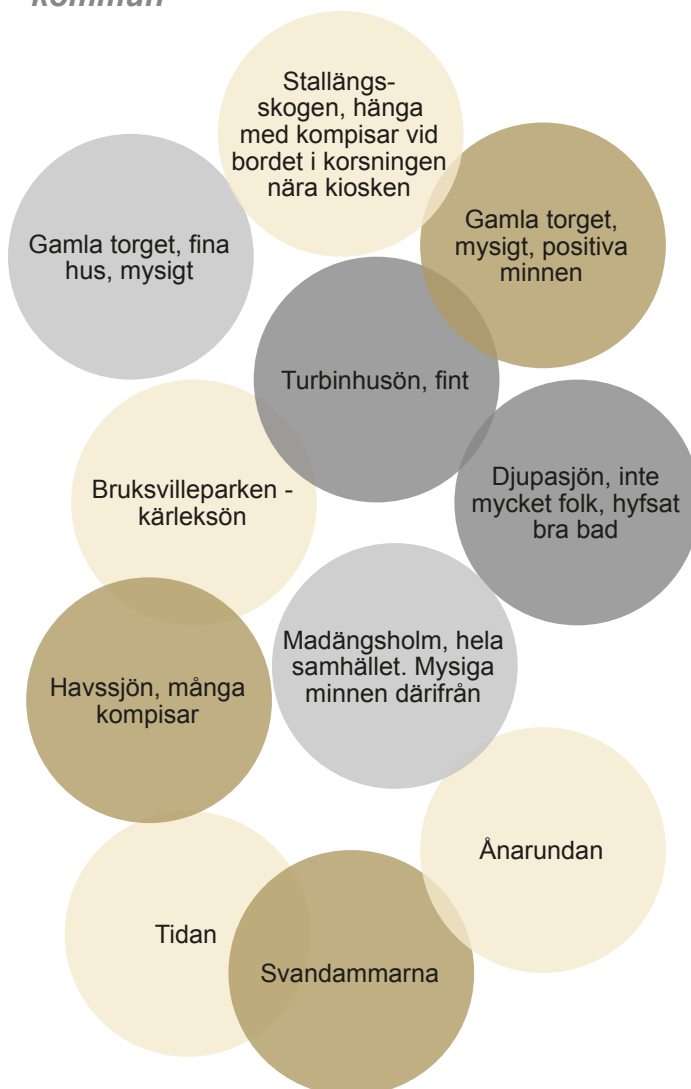 kommun
Stallängs-
skogen, hänga
med kompisar vid
bordet i korsningen
nära kiosken
Gamla torget, fina
hus, mysigt
Gamla torget,
mysigt, positiva
minnen
Turbinhusön, fint
Bruksvilleparken -
kärleksön
Djupasjön, inte
mycket folk, hyfsat
bra bad
Madängsholm, hela
samhället. Mysiga
minnen därifrån
Havssjön, många
kompisar
Ånarundan
Tidan
Svandammarna